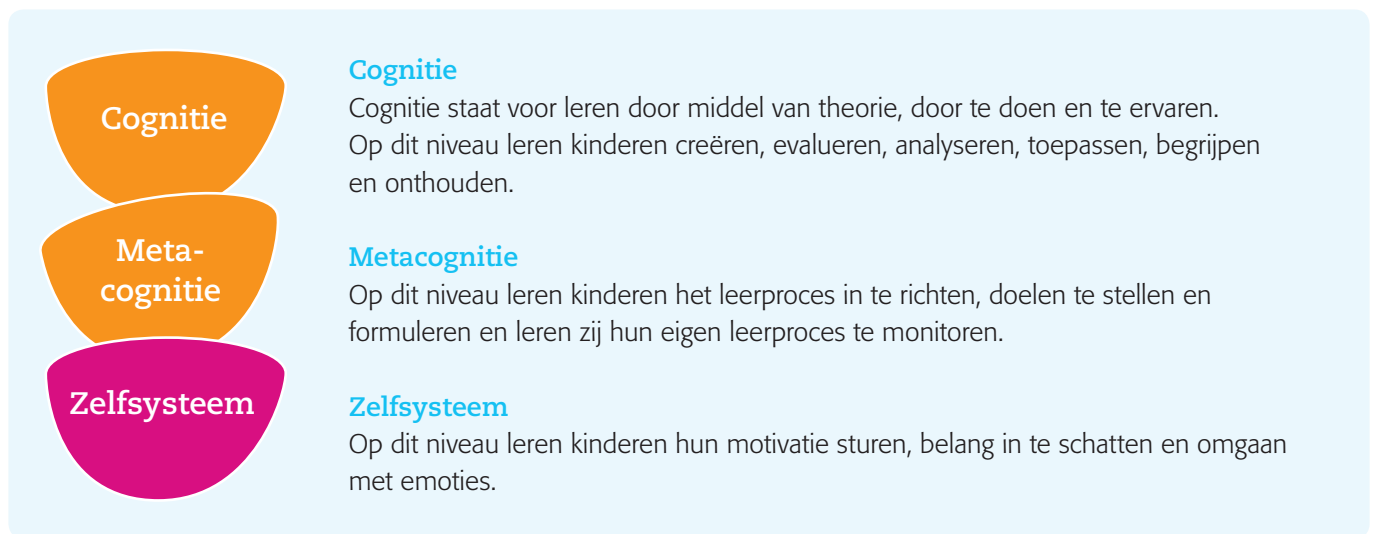 Cognitie
Cognitie
Cognitie staat voor leren door middel van theorie, door te doen en te ervaren.
Op dit niveau leren kinderen creëren, evalueren, analyseren, toepassen, begrijpen
en onthouden.
Meta-
cognitie
Metacognitie
Op dit niveau leren kinderen het leerproces in te richten, doelen te stellen en
formuleren en leren zij hun eigen leerproces te monitoren.
Zelfsysteem
Zelfsysteem
Op dit niveau leren kinderen hun motivatie sturen, belang in te schatten en omgaan
met emoties.